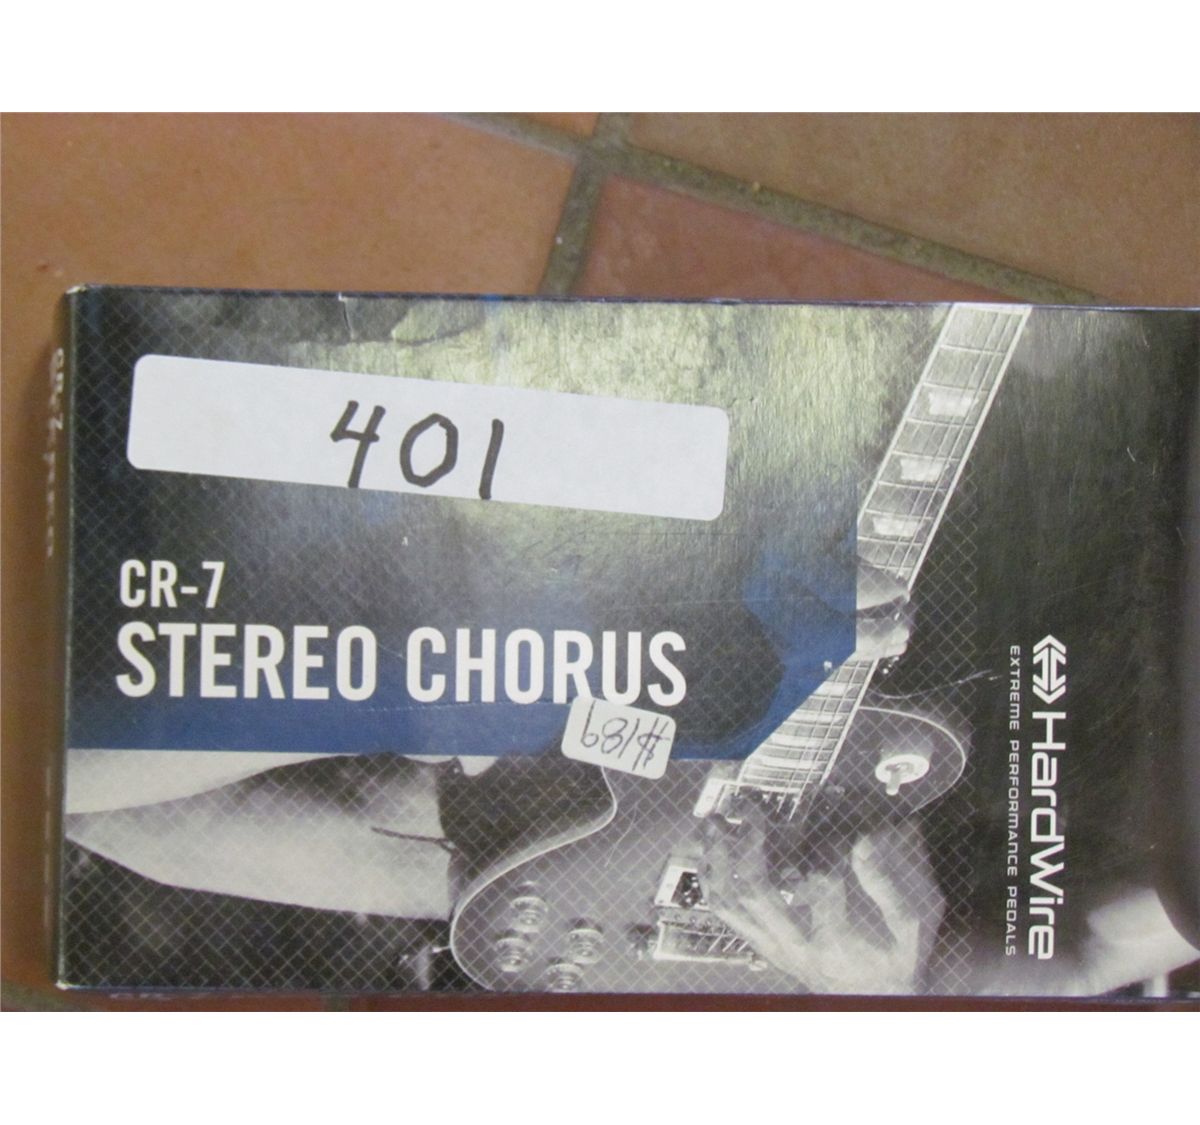 401
CR-7
STEREO CHORUS
$189
HardWire
EXTREME PERFORMANCE PEDALS